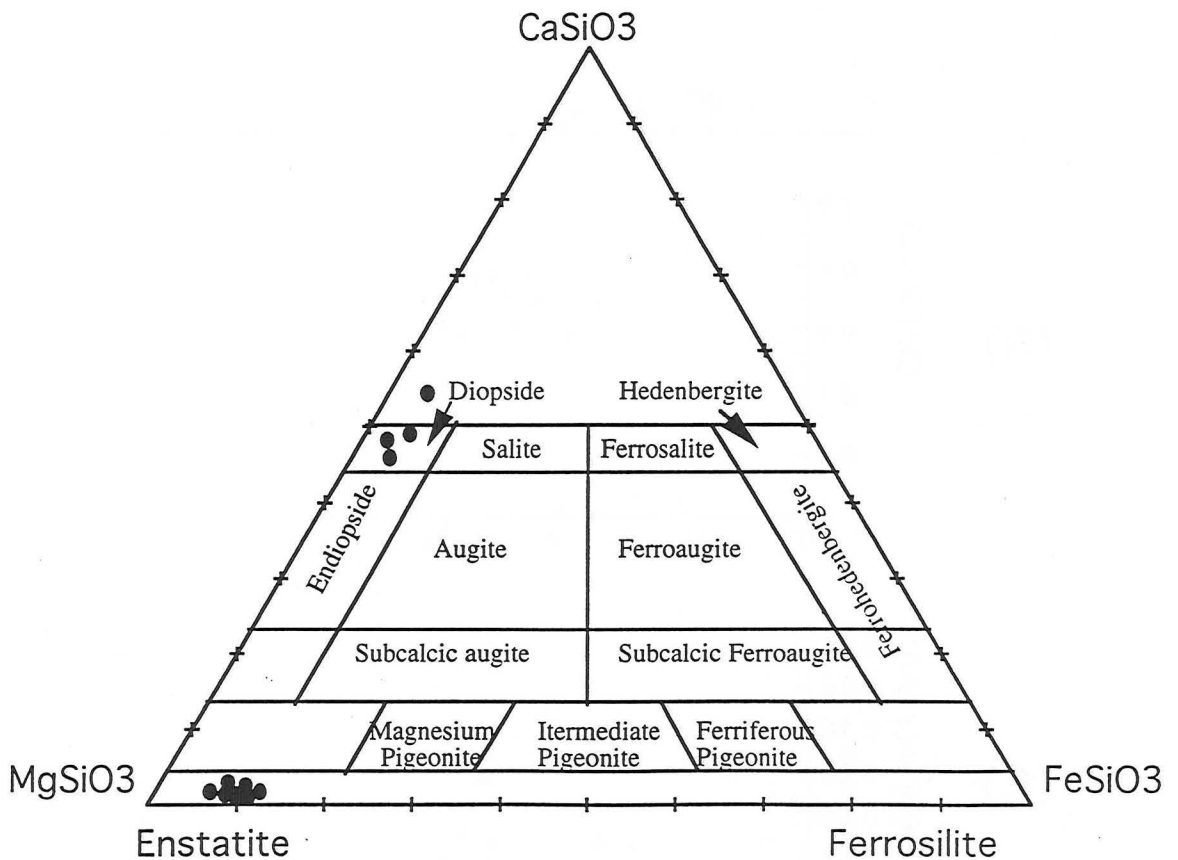 CaSiO3
Diopside
Hedenbergite
Salite
Ferrosalite
Endiopside
Augite
Ferroaugite
Ferrohedenbergite
Subcalcic augite
Subcalcic Ferroaugite
Magnesium
Pigeonite
Itermediate
Pigeonite
Ferriferous
Pigeonite
MgSiO3
FeSiO3
Enstatite
Ferrosilite